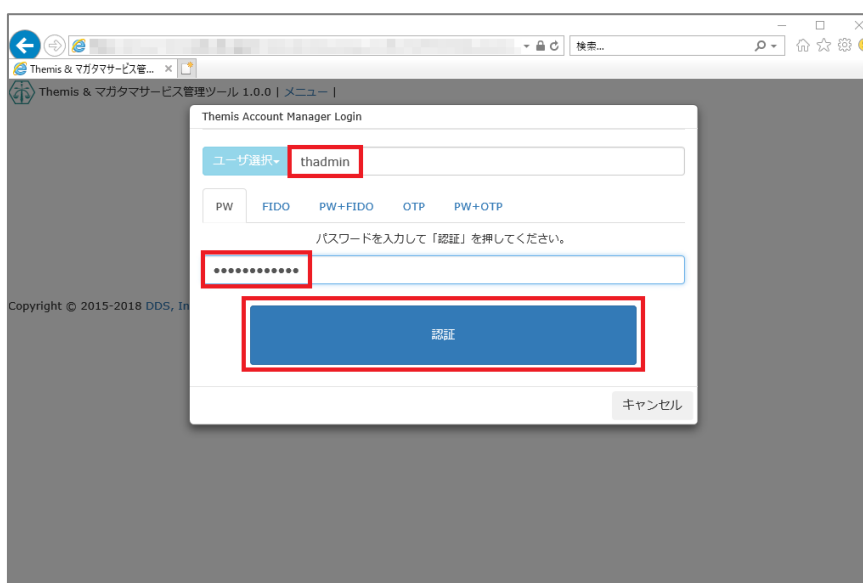 検索...
Themis & マガタマサービス管...
Themis & マガタマサービス管理ツール 1.0.0 | メニュー |
Themis Account Manager Login
ユーザ選択
thadmin
PW FIDO PW+FIDO OTP PW+OTP
パスワードを入力して「認証」を押してください。
••••••••••••
認証
Copyright © 2015-2018 DDS, In
キャンセル